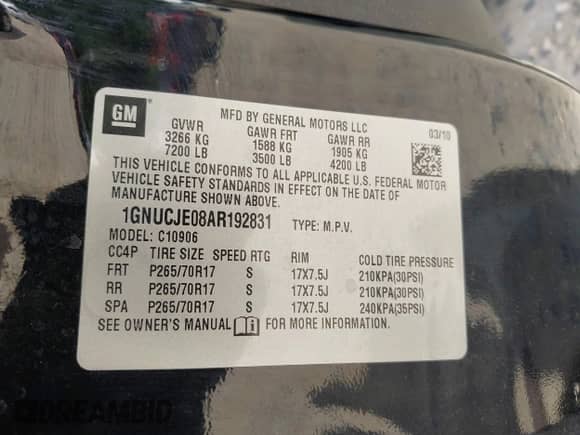 GM
MFD BY GENERAL MOTORS LLC
03/10
GVWR GAWR FRT GAWR RR
3266 KG 1588 KG 1905 KG
7200 LB 3500 LB 4200 LB
THIS VEHICLE CONFORMS TO ALL APPLICABLE U.S. FEDERAL MOTOR
VEHICLE SAFETY STANDARDS IN EFFECT ON THE DATE OF
MANUFACTURE SHOWN ABOVE.
1GNUCJE08AR192831 TYPE: M.P.V.
MODEL: C10906
CC4P TIRE SIZE SPEED RTG RIM COLD TIRE PRESSURE
FRT P265/70R17 S 17X7.5J 210KPA(30PSI)
RR P265/70R17 S 17X7.5J 210KPA(30PSI)
SPA P265/70R17 S 17X7.5J 240KPA(35PSI)
SEE OWNER'S MANUAL FOR MORE INFORMATION.
DREAMBID